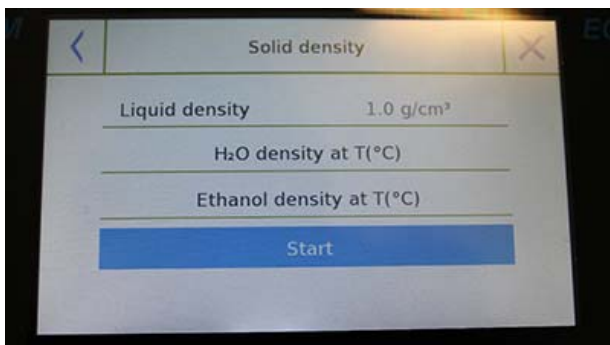 Solid density
Liquid density 1.0 g/cm³
H₂O density at T(°C)
Ethanol density at T(°C)
Start